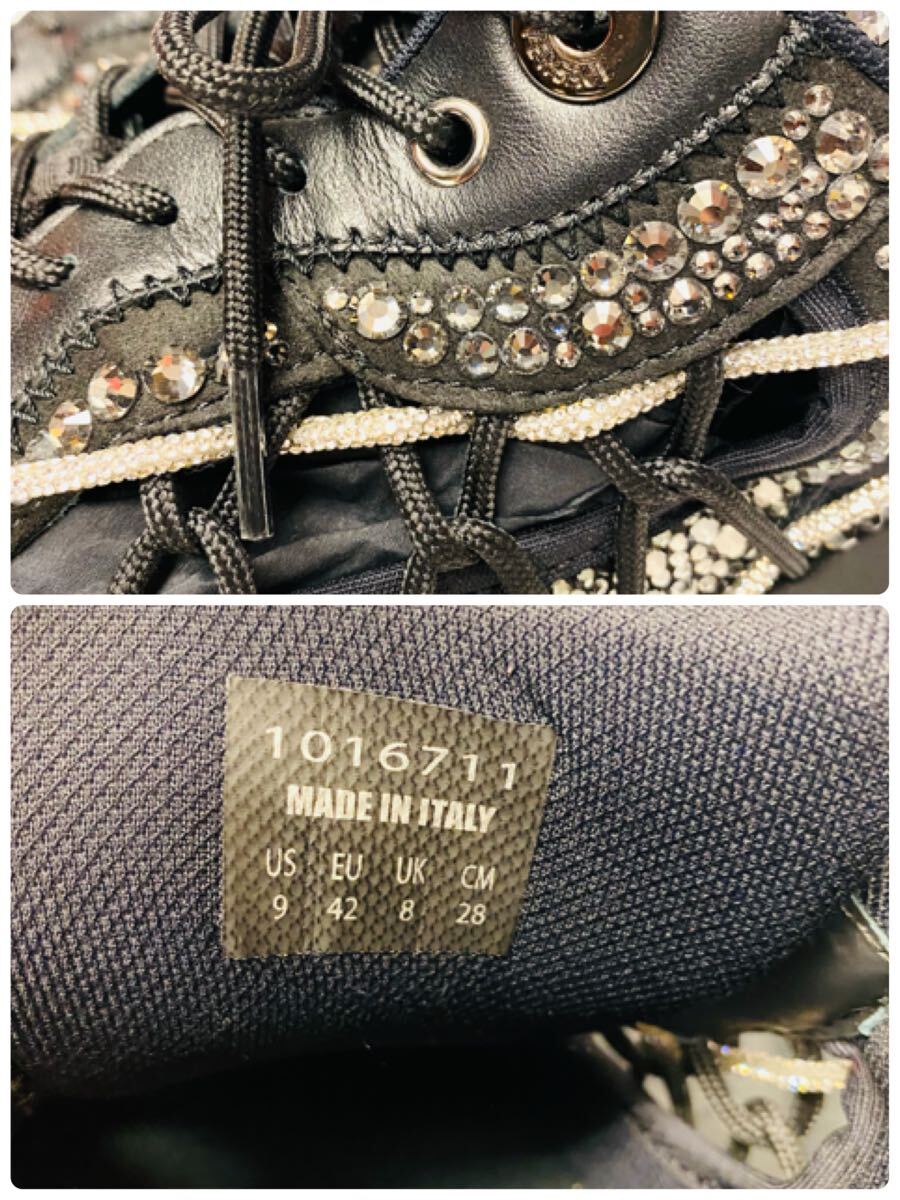 1016711
MADE IN ITALY
US EU UK CM
9 42 8 28